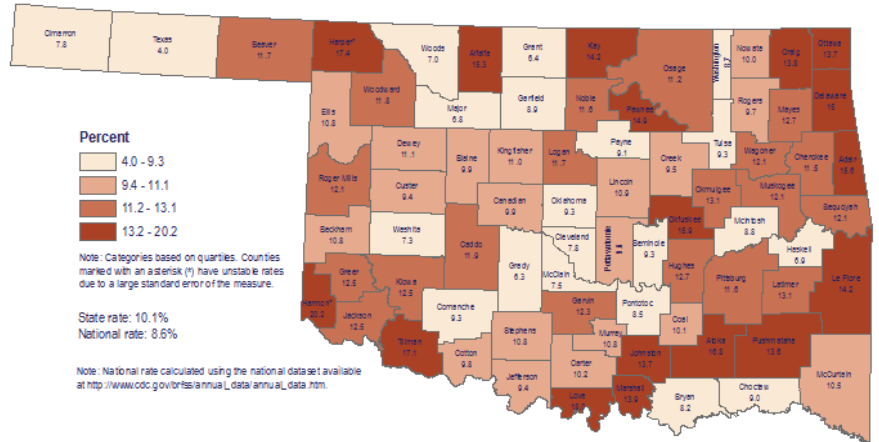 Cimarron
7.8
Texas
4.0
Beaver
11.7
Harper*
17.4
Woods
7.0
Alfalfa
15.3
Grant
6.4
Kay
14.2
Osage
11.2
Washington
8.7
Nowata
10.0
Craig
13.8
Ottawa
13.7
Ellis
10.8
Woodward
11.8
Major
6.8
Garfield
8.9
Noble
11.6
Pawnee
14.9
Rogers
9.7
Mayes
12.7
Delaware
Percent
4.0 - 9.3
9.4 - 11.1
11.2 - 13.1
13.2 - 20.2
Dewey
11.1
Blaine
9.9
Kingfisher
11.0
Logan
11.7
Payne
9.1
Creek
9.5
Tulsa
9.3
Wagoner
12.1
Cherokee
11.5
Adair
Roger Mills
12.1
Custer
9.4
Canadian
9.9
Oklahoma
9.3
Lincoln
10.9
Okmulgee
13.1
Muskogee
12.1
Sequoyah
12.1
Beckham
10.8
Washita
7.3
Caddo
11.9
Grady
6.3
Cleveland
7.8
McClain
7.5
Pottawatomie
Seminole
9.3
Okfuskee
15.9
McIntosh
8.8
Haskell
6.9
Note: Categories based on quartiles. Counties
marked with an asterisk (*) have unstable rates
due to a large standard error of the measure.
Greer
12.5
Kiowa
12.5
Hughes
12.7
Pittsburg
11.6
Latimer
13.1
Le Flore
14.2
Harmon*
20.2
Jackson
12.5
Comanche
9.3
Garvin
12.3
Pontotoc
8.5
Coal
10.1
State rate: 10.1%
National rate: 8.6%
Tillman
17.1
Cotton
9.8
Stephens
10.8
Murray
10.8
Johnston
13.7
Atoka
16.8
Pushmataha
13.6
McCurtain
10.5
Note: National rate calculated using the national dataset available
at http://www.cdc.gov/brfss/annual_data/annual_data.htm.
Jefferson
9.4
Carter
10.2
Love
Marshall
13.9
Bryan
8.2
Choctaw
9.0